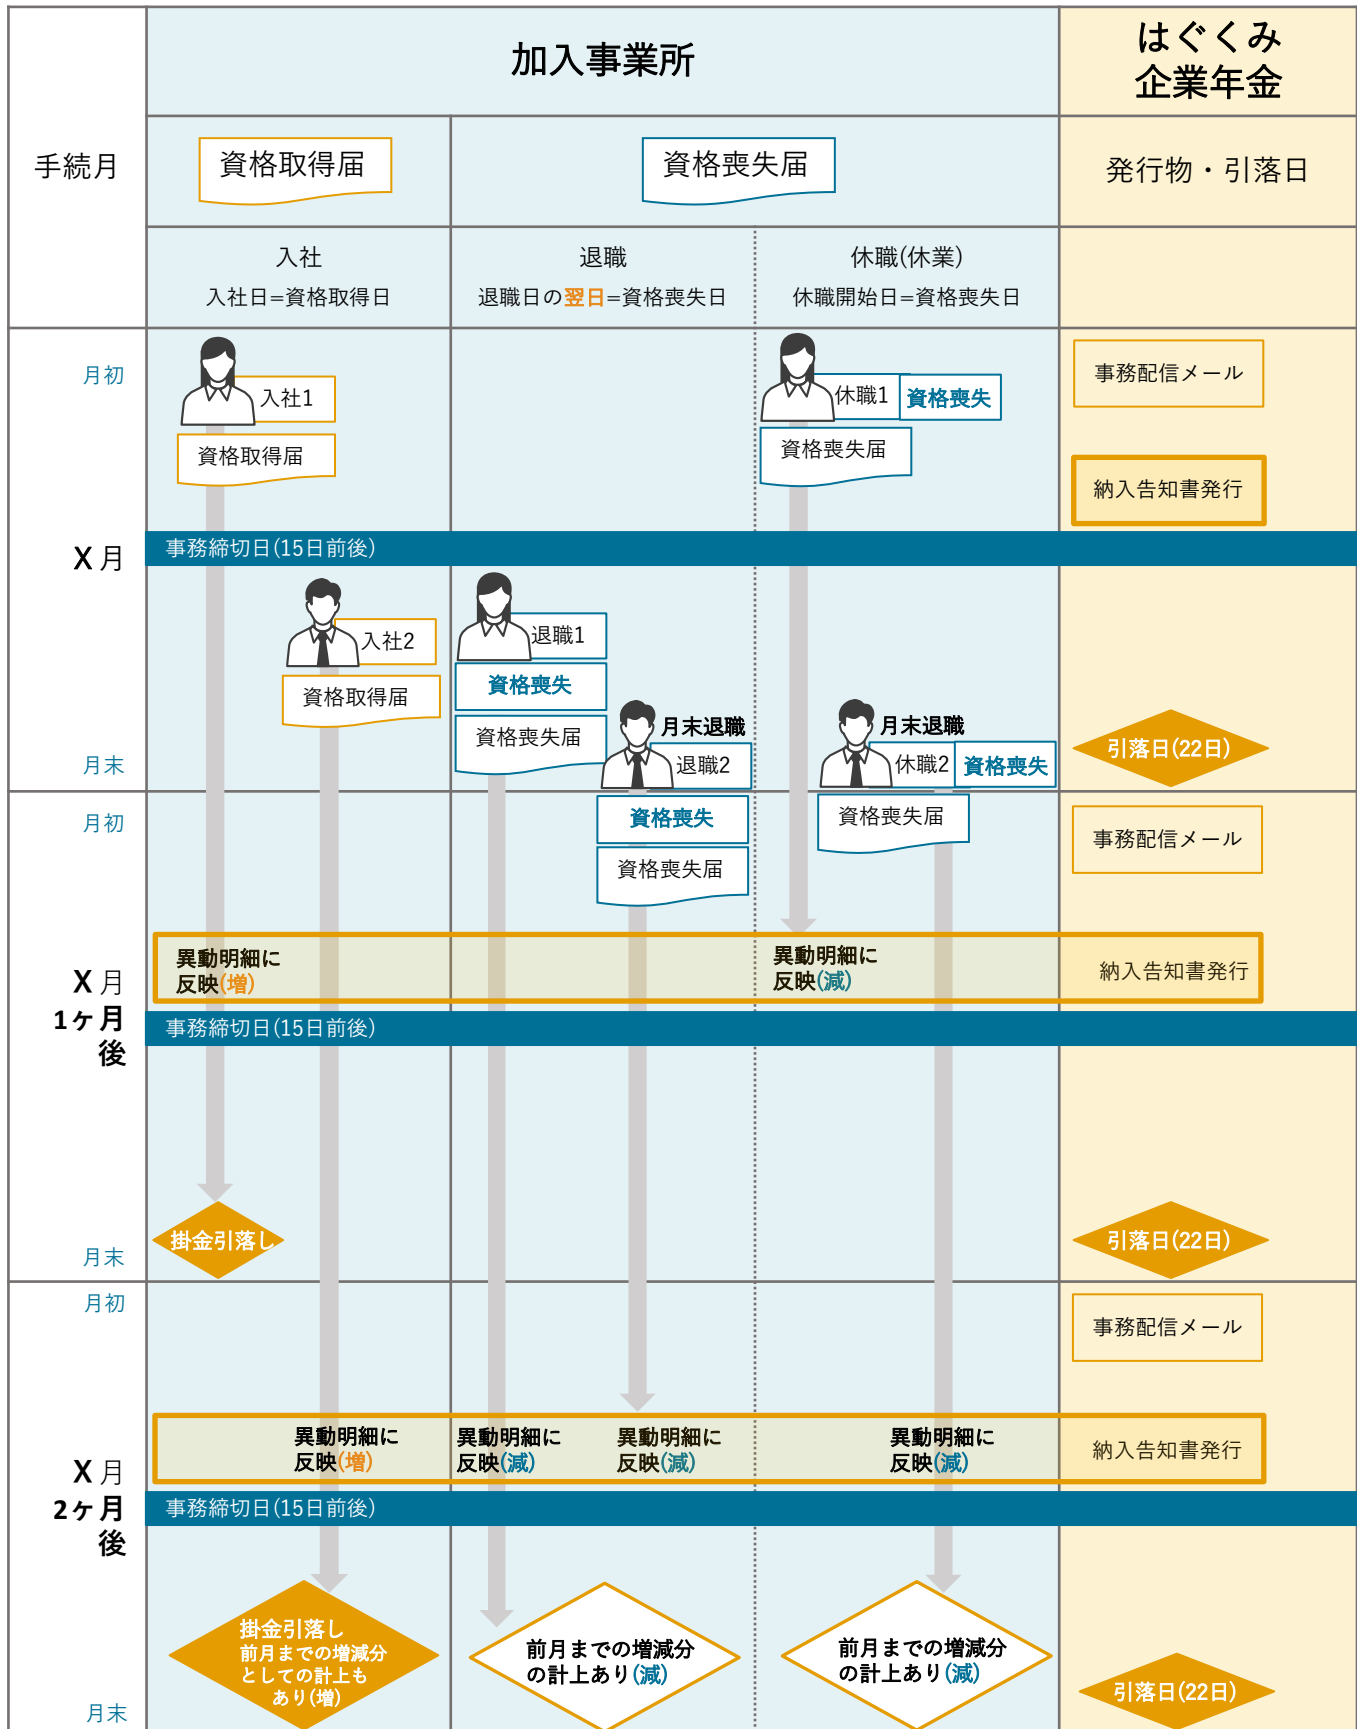 加入事業所
はぐくみ
企業年金
手続月
資格取得届
資格喪失届
発行物・引落日
入社
入社日=資格取得日
退職
退職日の翌日=資格喪失日
休職(休業)
休職開始日=資格喪失日
月初
入社1
資格取得届
休職1
資格喪失
資格喪失届
事務配信メール
納入告知書発行
X月
事務締切日(15日前後)
入社2
資格取得届
退職1
資格喪失
資格喪失届
月末退職
退職2
資格喪失
資格喪失届
月末退職
休職2
資格喪失
資格喪失届
引落日(22日)
月末
月初
事務配信メール
異動明細に
反映(増)
異動明細に
反映(減)
納入告知書発行
X月
1ヶ月
後
事務締切日(15日前後)
掛金引落し
引落日(22日)
月末
月初
事務配信メール
異動明細に
反映(増)
異動明細に
反映(減)
異動明細に
反映(減)
異動明細に
反映(減)
納入告知書発行
X月
2ヶ月
後
事務締切日(15日前後)
掛金引落し
前月までの増減分
としての計上も
あり(増)
前月までの増減分
の計上あり(減)
前月までの増減分
の計上あり(減)
引落日(22日)
月末